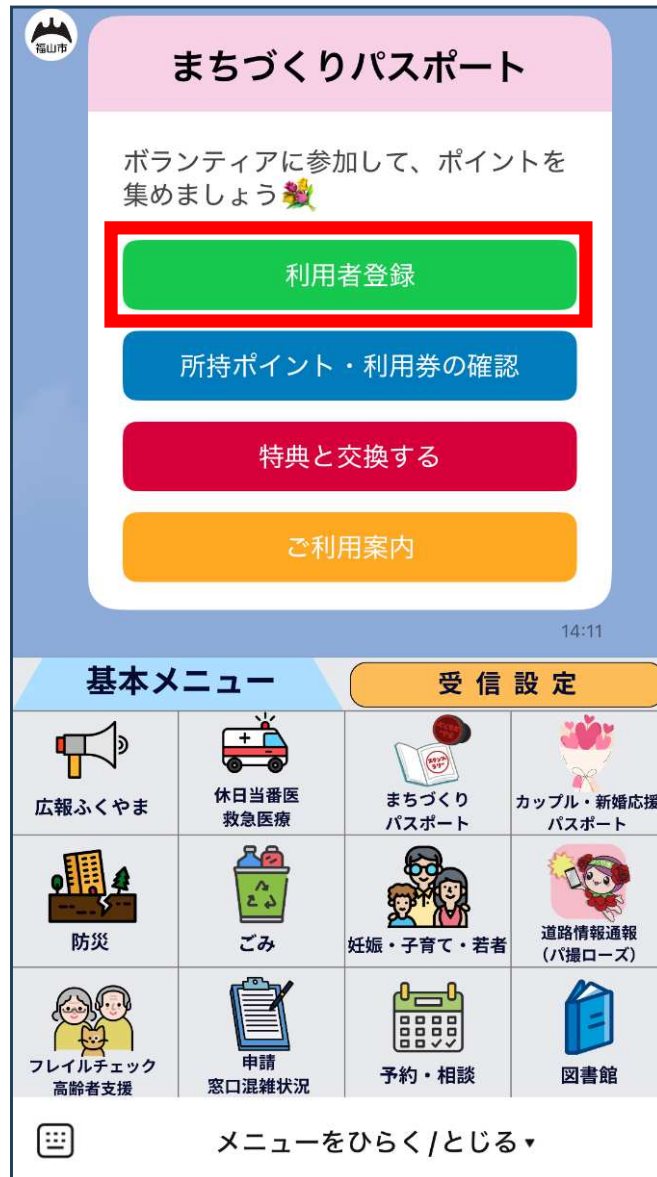 福山市
まちづくりパスポート
ボランティアに参加して、ポイントを
集めましょう
利用者登録
所持ポイント・利用券の確認
特典と交換する
ご利用案内
14:11
基本メニュー
受信設定
広報ふくやま
休日当番医
救急医療
まちづくり
パスポート
カップル・新婚応援
パスポート
防災
ごみ
妊娠・子育て・若者
道路情報通報
(パ撮ローズ)
フレイルチェック
高齢者支援
申請
窓口混雑状況
予約・相談
図書館
メニューをひらく/とじる▼